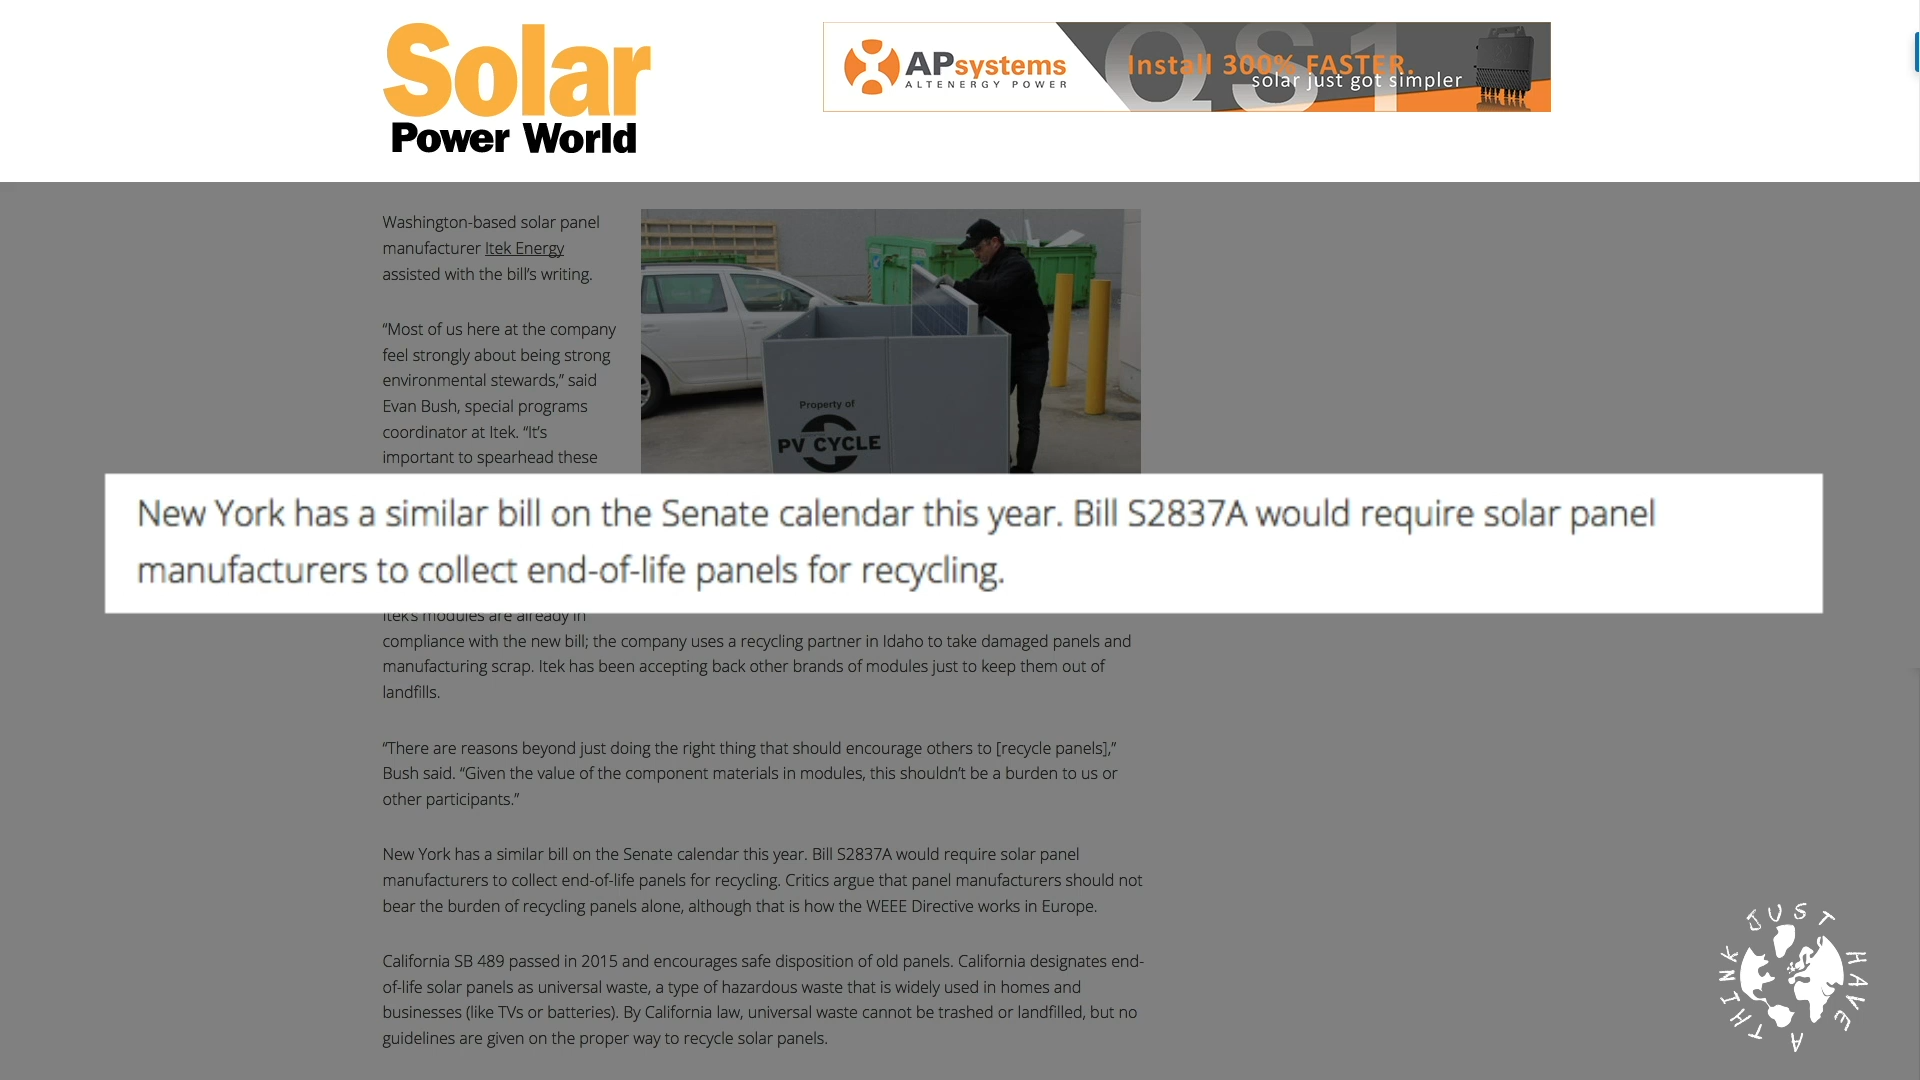 Solar
Power World
APsystems
ALTENERGY POWER
QS1
Install 300% FASTER.
solar just got simpler
Washington-based solar panel
manufacturer Itek Energy
assisted with the bill’s writing.
“Most of us here at the company
feel strongly about being strong
environmental stewards,” said
Evan Bush, special programs
coordinator at Itek. “It’s
important to spearhead these
Property of
PV CYCLE
New York has a similar bill on the Senate calendar this year. Bill S2837A would require solar panel
manufacturers to collect end-of-life panels for recycling.
Itek’s modules are already in
compliance with the new bill; the company uses a recycling partner in Idaho to take damaged panels and
manufacturing scrap. Itek has been accepting back other brands of modules just to keep them out of
landfills.
“There are reasons beyond just doing the right thing that should encourage others to [recycle panels],”
Bush said. “Given the value of the component materials in modules, this shouldn’t be a burden to us or
other participants.”
New York has a similar bill on the Senate calendar this year. Bill S2837A would require solar panel
manufacturers to collect end-of-life panels for recycling. Critics argue that panel manufacturers should not
bear the burden of recycling panels alone, although that is how the WEEE Directive works in Europe.
California SB 489 passed in 2015 and encourages safe disposition of old panels. California designates end-
of-life solar panels as universal waste, a type of hazardous waste that is widely used in homes and
businesses (like TVs or batteries). By California law, universal waste cannot be trashed or landfilled, but no
guidelines are given on the proper way to recycle solar panels.
JUST HAVE A THINK